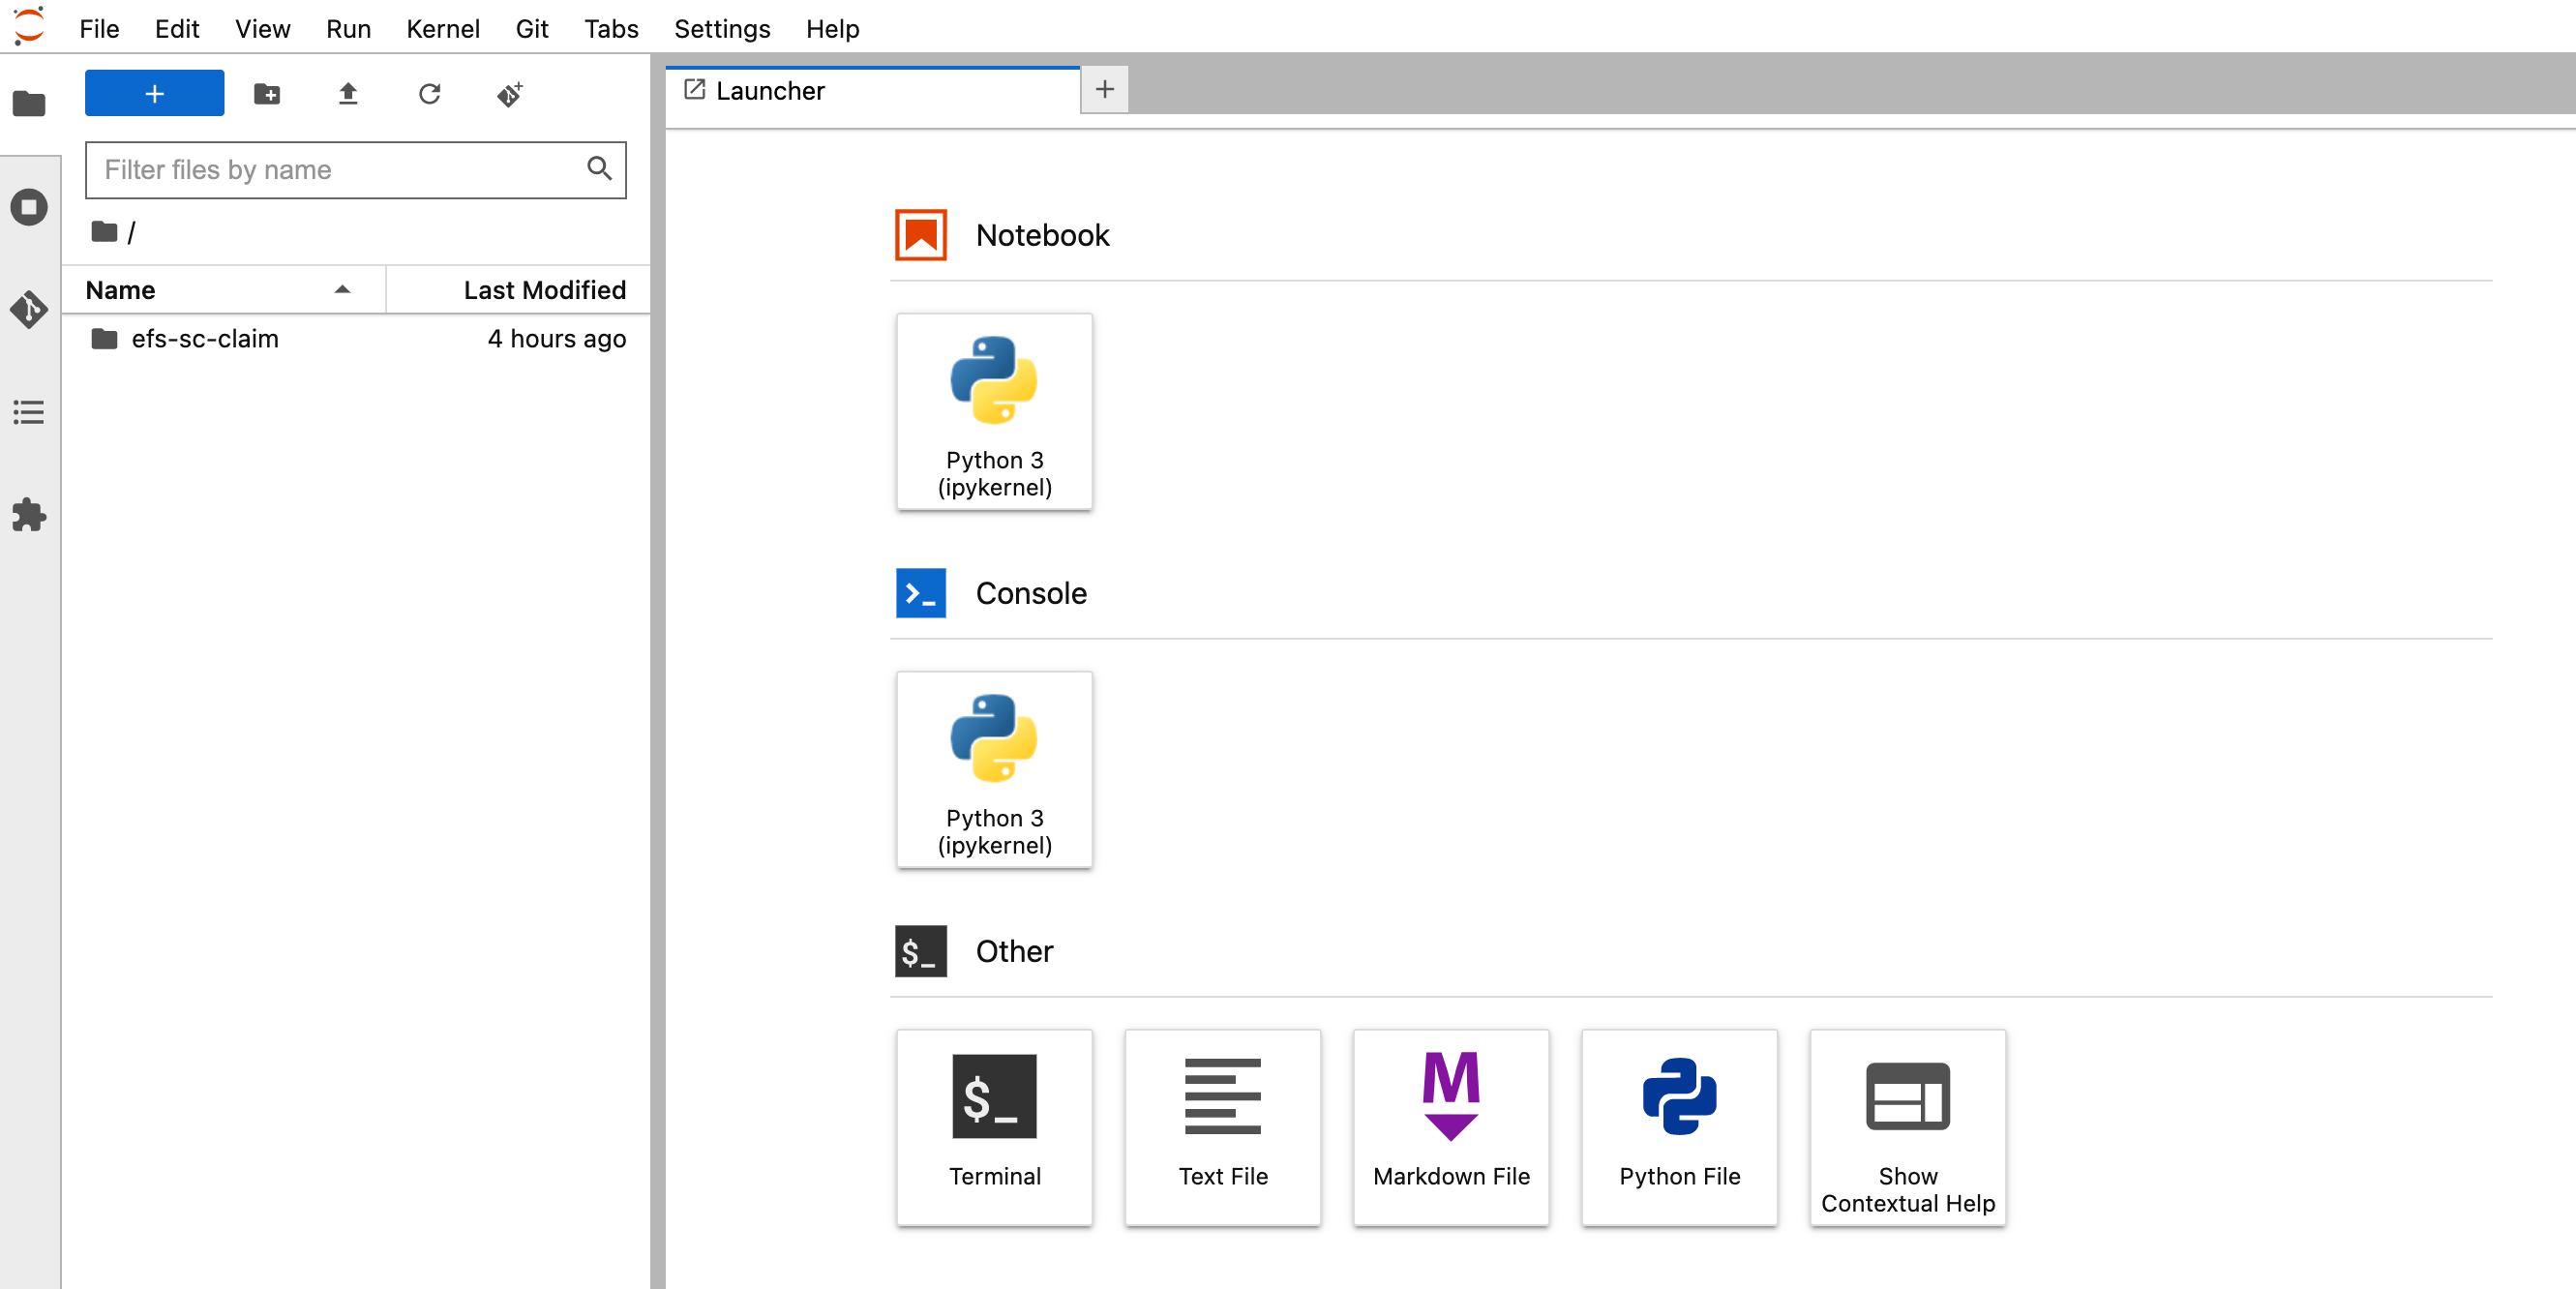 File Edit View Run Kernel Git Tabs Settings Help
Launcher
Filter files by name
/
Name Last Modified
efs-sc-claim 4 hours ago
Notebook
Python 3
(ipykernel)
Console
Python 3
(ipykernel)
$_ Other
$_
M
Terminal
Text File
Markdown File
Python File
Show
Contextual Help